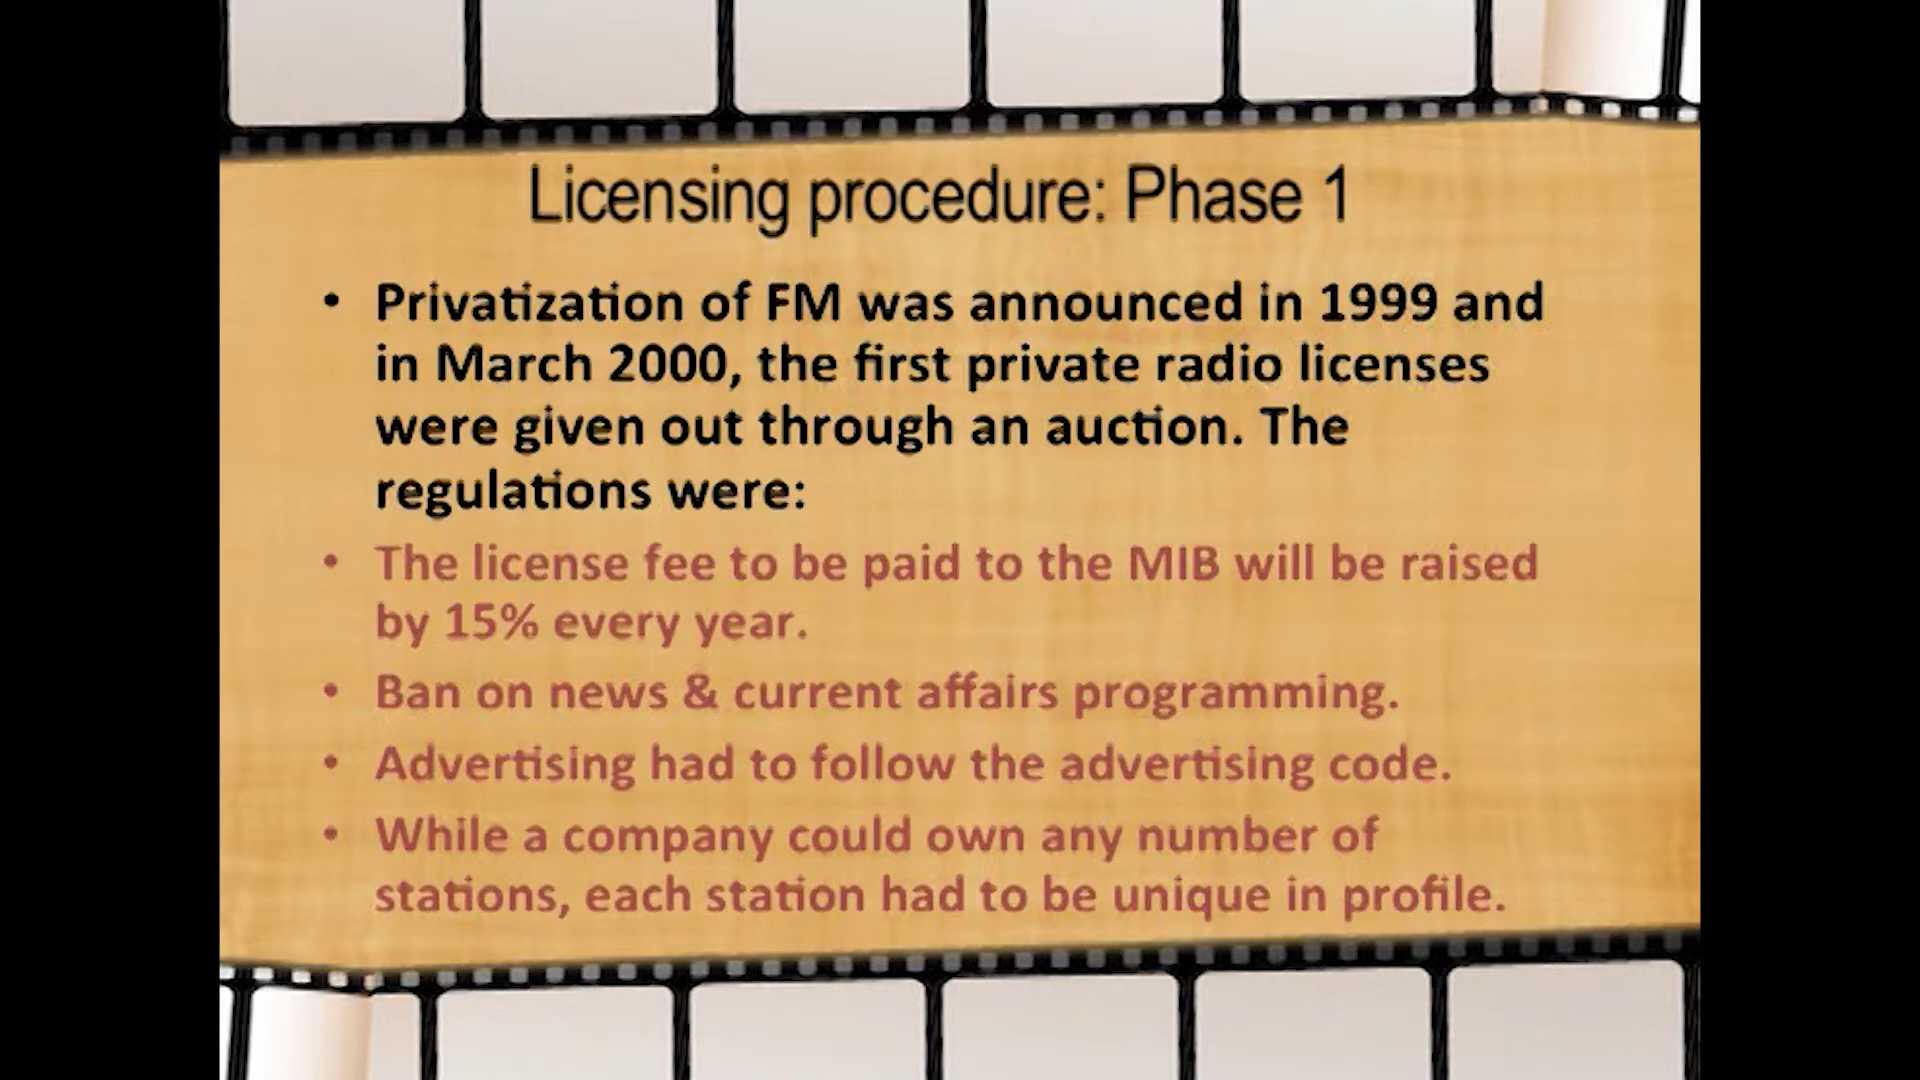 Licensing procedure: Phase 1
• Privatization of FM was announced in 1999 and
in March 2000, the first private radio licenses
were given out through an auction. The
regulations were:
• The license fee to be paid to the MIB will be raised
by 15% every year.
• Ban on news & current affairs programming.
• Advertising had to follow the advertising code.
• While a company could own any number of
stations, each station had to be unique in profile.